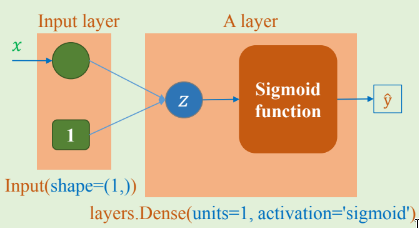 Input layer
A layer
x
1
z
Sigmoid
function
ŷ
Input(shape=(1,))
layers.Dense(units=1, activation='sigmoid')